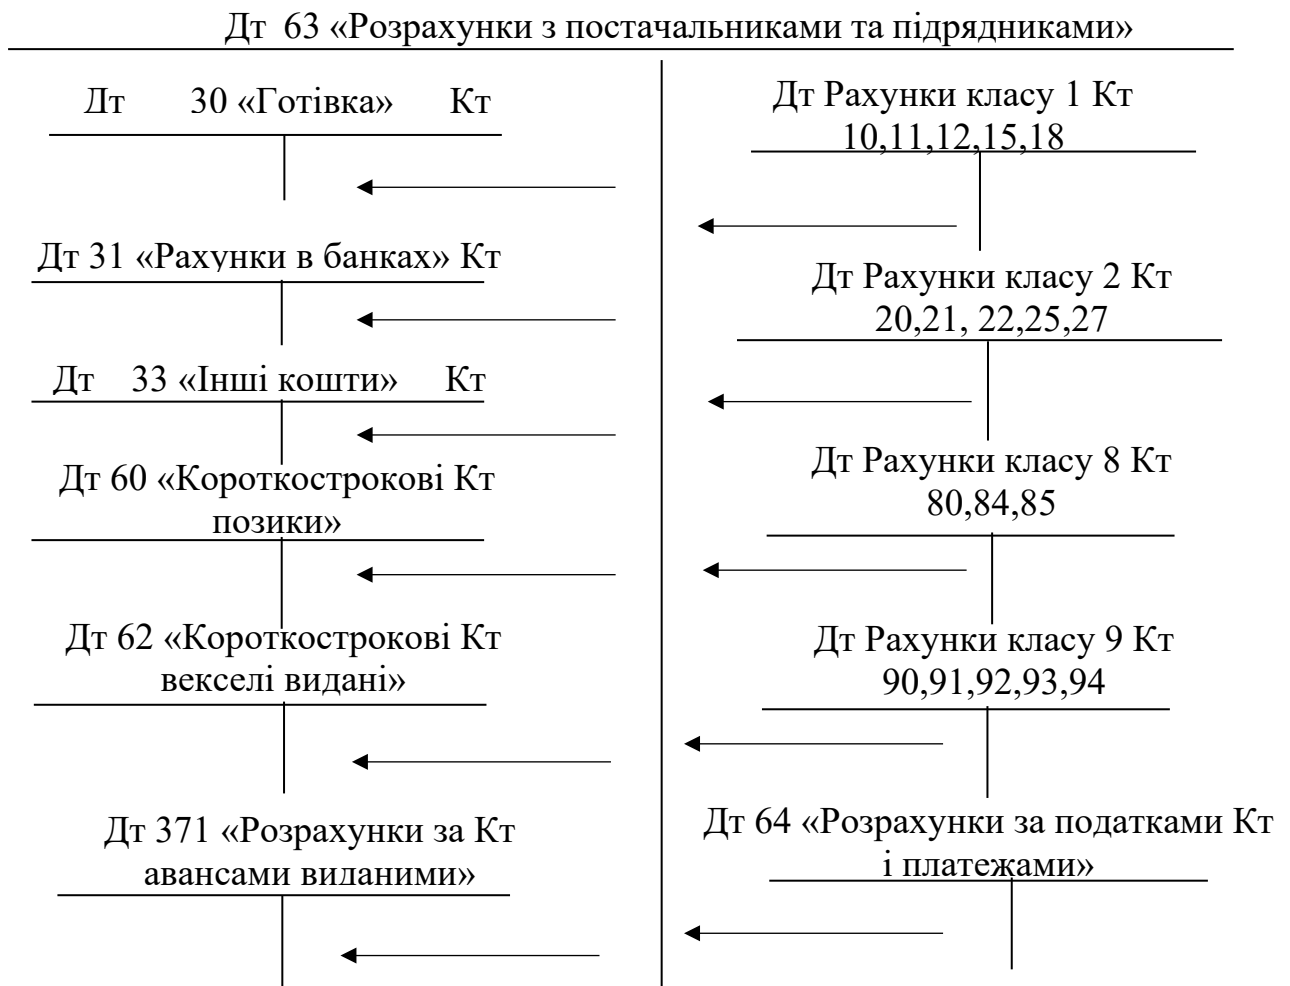 Дт 63 «Розрахунки з постачальниками та підрядниками»
Дт 30 «Готівка» Кт
Дт 31 «Рахунки в банках» Кт
Дт 33 «Інші кошти» Кт
Дт 60 «Короткострокові Кт
позики»
Дт 62 «Короткострокові Кт
векселі видані»
Дт 371 «Розрахунки за Кт
авансами виданими»
Дт Рахунки класу 1 Кт
10,11,12,15,18
Дт Рахунки класу 2 Кт
20,21, 22,25,27
Дт Рахунки класу 8 Кт
80,84,85
Дт Рахунки класу 9 Кт
90,91,92,93,94
Дт 64 «Розрахунки за податками Кт
і платежами»